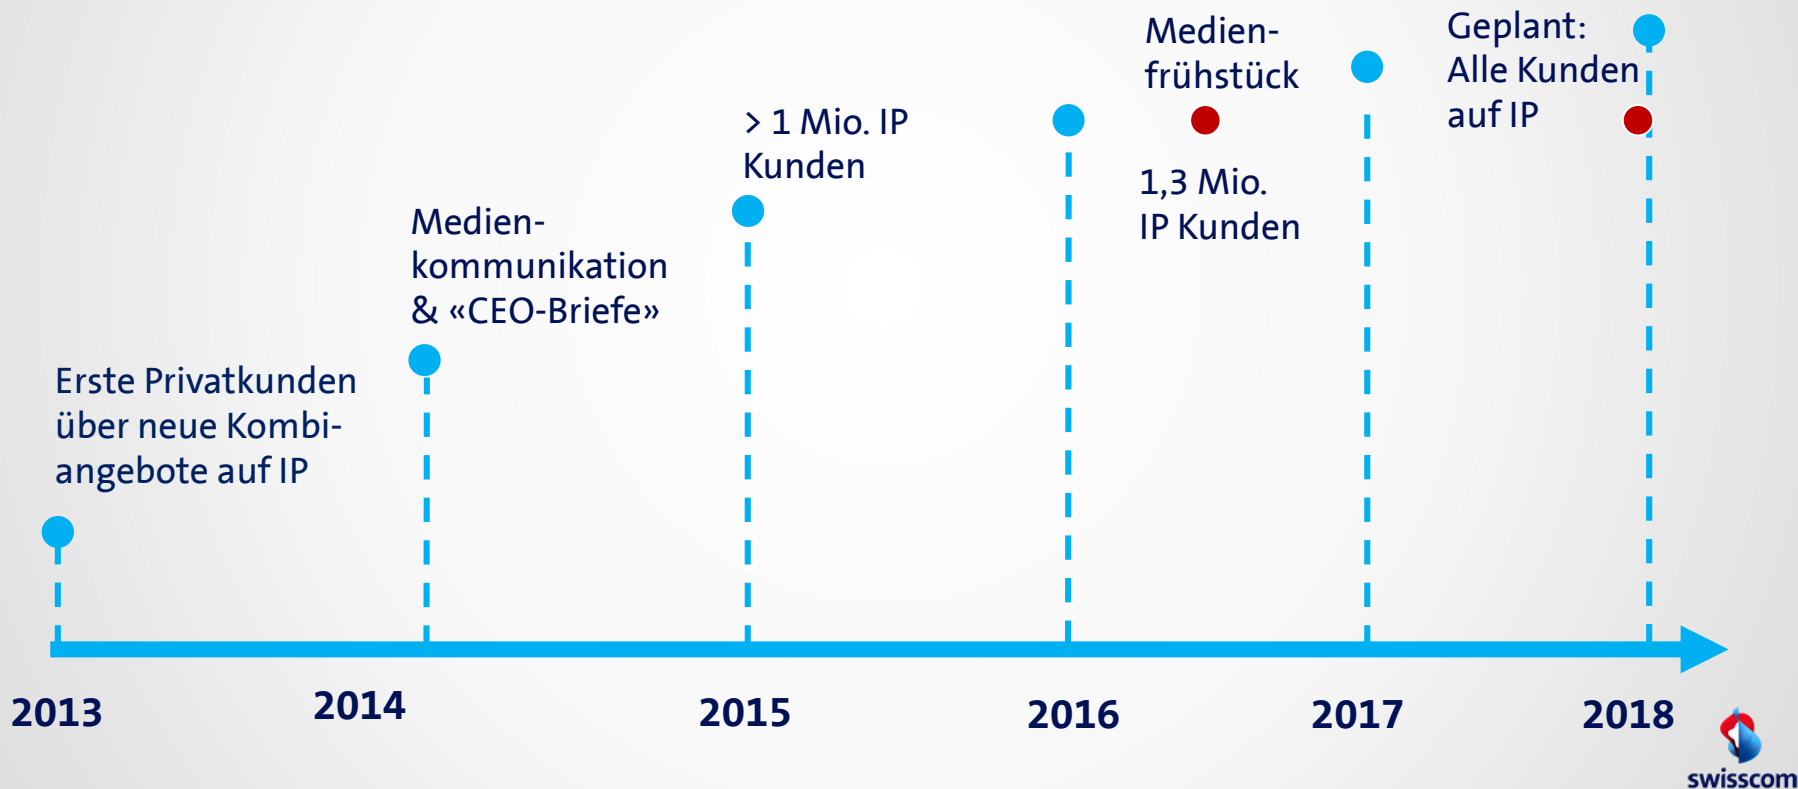 Erste Privatkunden
über neue Kombi-
angebote auf IP
Medien-
kommunikation
& «CEO-Briefe»
> 1 Mio. IP
Kunden
Medien-
frühstück
1,3 Mio.
IP Kunden
Geplant:
Alle Kunden
auf IP
2013
2014
2015
2016
2017
2018
swisscom